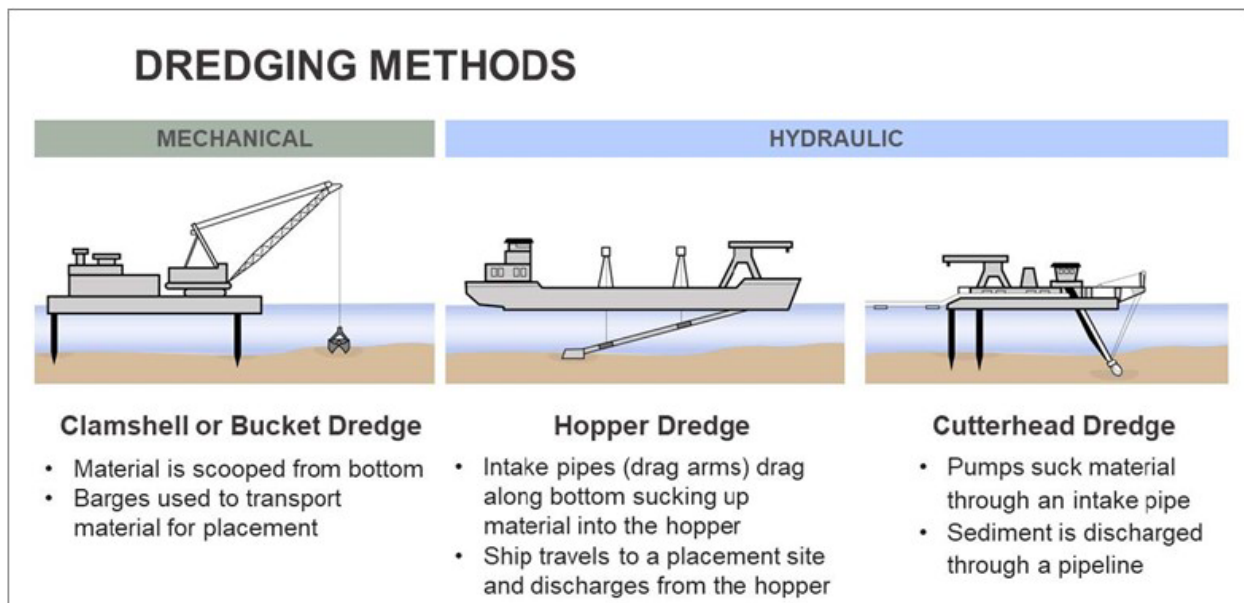 DREDGING METHODS
MECHANICAL
HYDRAULIC
Clamshell or Bucket Dredge
• Material is scooped from bottom
• Barges used to transport
material for placement
Hopper Dredge
• Intake pipes (drag arms) drag
along bottom sucking up
material into the hopper
• Ship travels to a placement site
and discharges from the hopper
Cutterhead Dredge
• Pumps suck material
through an intake pipe
• Sediment is discharged
through a pipeline